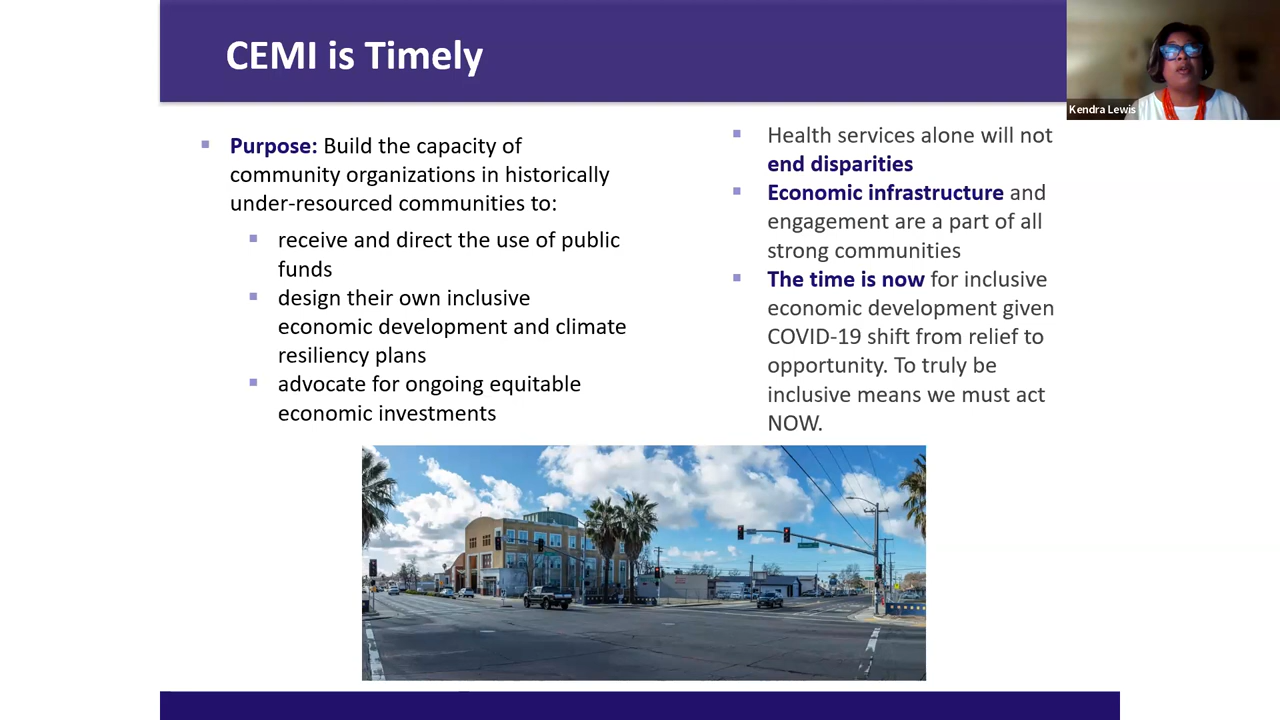 CEMI is Timely
Purpose: Build the capacity of
community organizations in historically
under-resourced communities to:
receive and direct the use of public
funds
design their own inclusive
economic development and climate
resiliency plans
advocate for ongoing equitable
economic investments
Health services alone will not
end disparities
Economic infrastructure and
engagement are a part of all
strong communities
The time is now for inclusive
economic development given
COVID-19 shift from relief to
opportunity. To truly be
inclusive means we must act
NOW.
Kendra Lewis